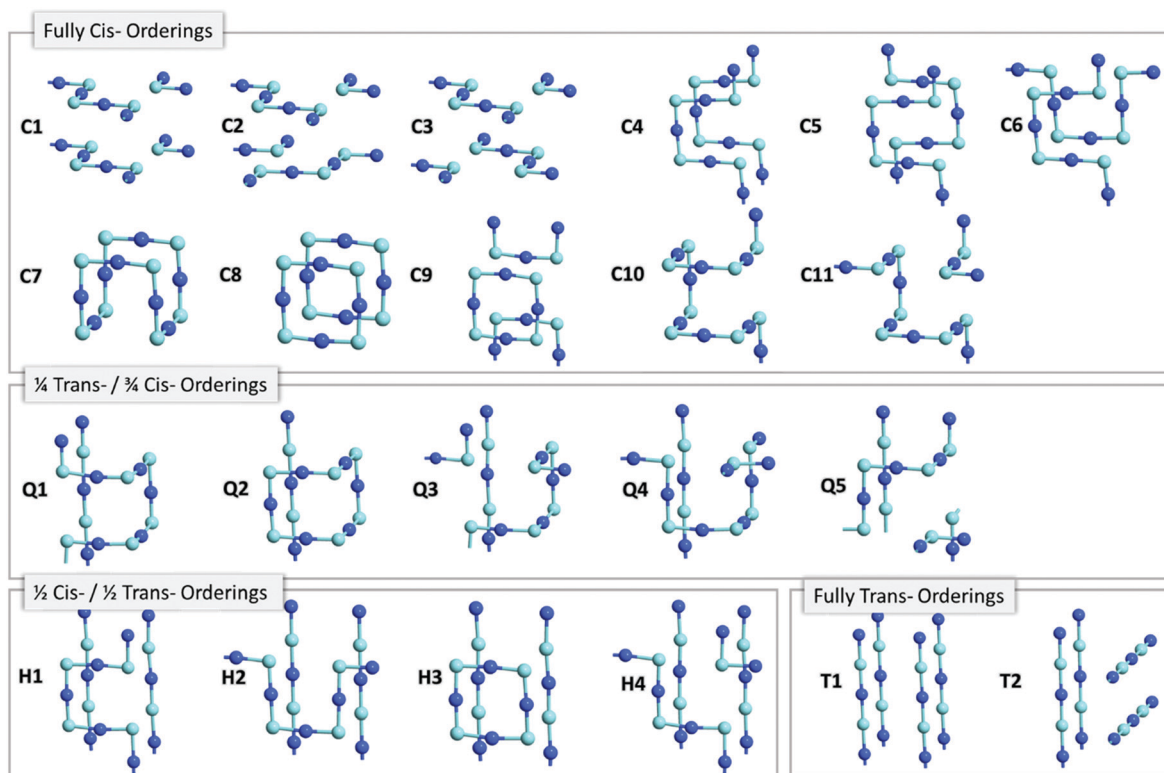 Fully Cis- Orderings
C1 C2 C3 C4 C5 C6
C7 C8 C9 C10 C11
¼ Trans- / ¾ Cis- Orderings
Q1 Q2 Q3 Q4 Q5
½ Cis- / ½ Trans- Orderings
H1 H2 H3 H4
Fully Trans- Orderings
T1 T2